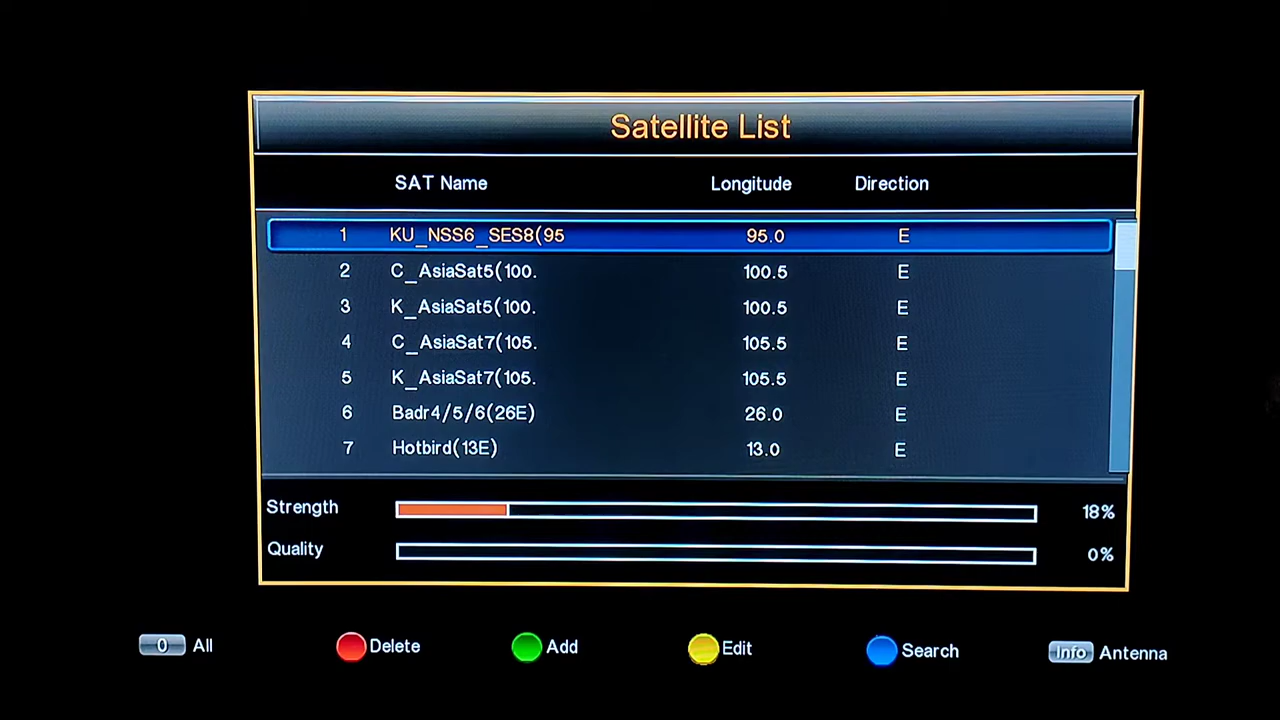 Satellite List
SAT Name Longitude Direction
1 KU_NSS6_SES8(95 95.0 E
2 C_AsiaSat5(100. 100.5 E
3 K_AsiaSat5(100. 100.5 E
4 C_AsiaSat7(105. 105.5 E
5 K_AsiaSat7(105. 105.5 E
6 Badr4/5/6(26E) 26.0 E
7 Hotbird(13E) 13.0 E
Strength 18%
Quality 0%
0 All Delete Add Edit Search Info Antenna